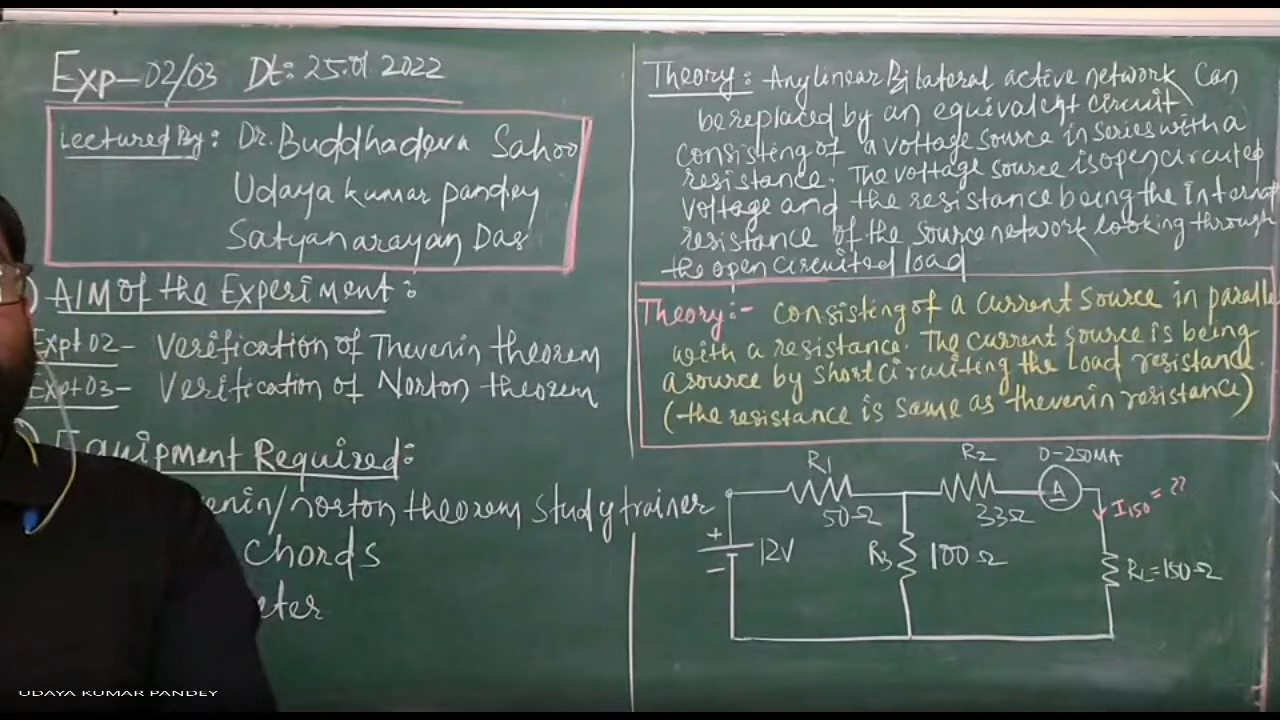 Exp-02/03 Dt: 25.01 2022
Lectured By: Dr. Buddhadeva Sahoo
Udaya kumar pandey
Satyanarayan Das
) AIM of the Experiment:
Expt 02- Verification of Thevenin theorem
Expt 03- Verification of Norton theorem
Equipment Required:
enin/norton theorem study trainer
chords
eter
Theory: Any linear Bilateral active network can
be replaced by an equivalent circuit
consisting of a voltage source in series with a
resistance. The voltage source is open circuited
voltage and the resistance being the Intern
resistance of the source network looking through
the open circuited load
Theory:- consisting of a current source in paralle
with a resistance. The current source is being
a source by short circuiting the load resistance.
(the resistance is same as thevenin resistance)
R1 R2 0-250MA
50Ω 33Ω A I150 = ??
+ 12V - R3 100Ω RL=150Ω
UDAYA KUMAR PANDEY